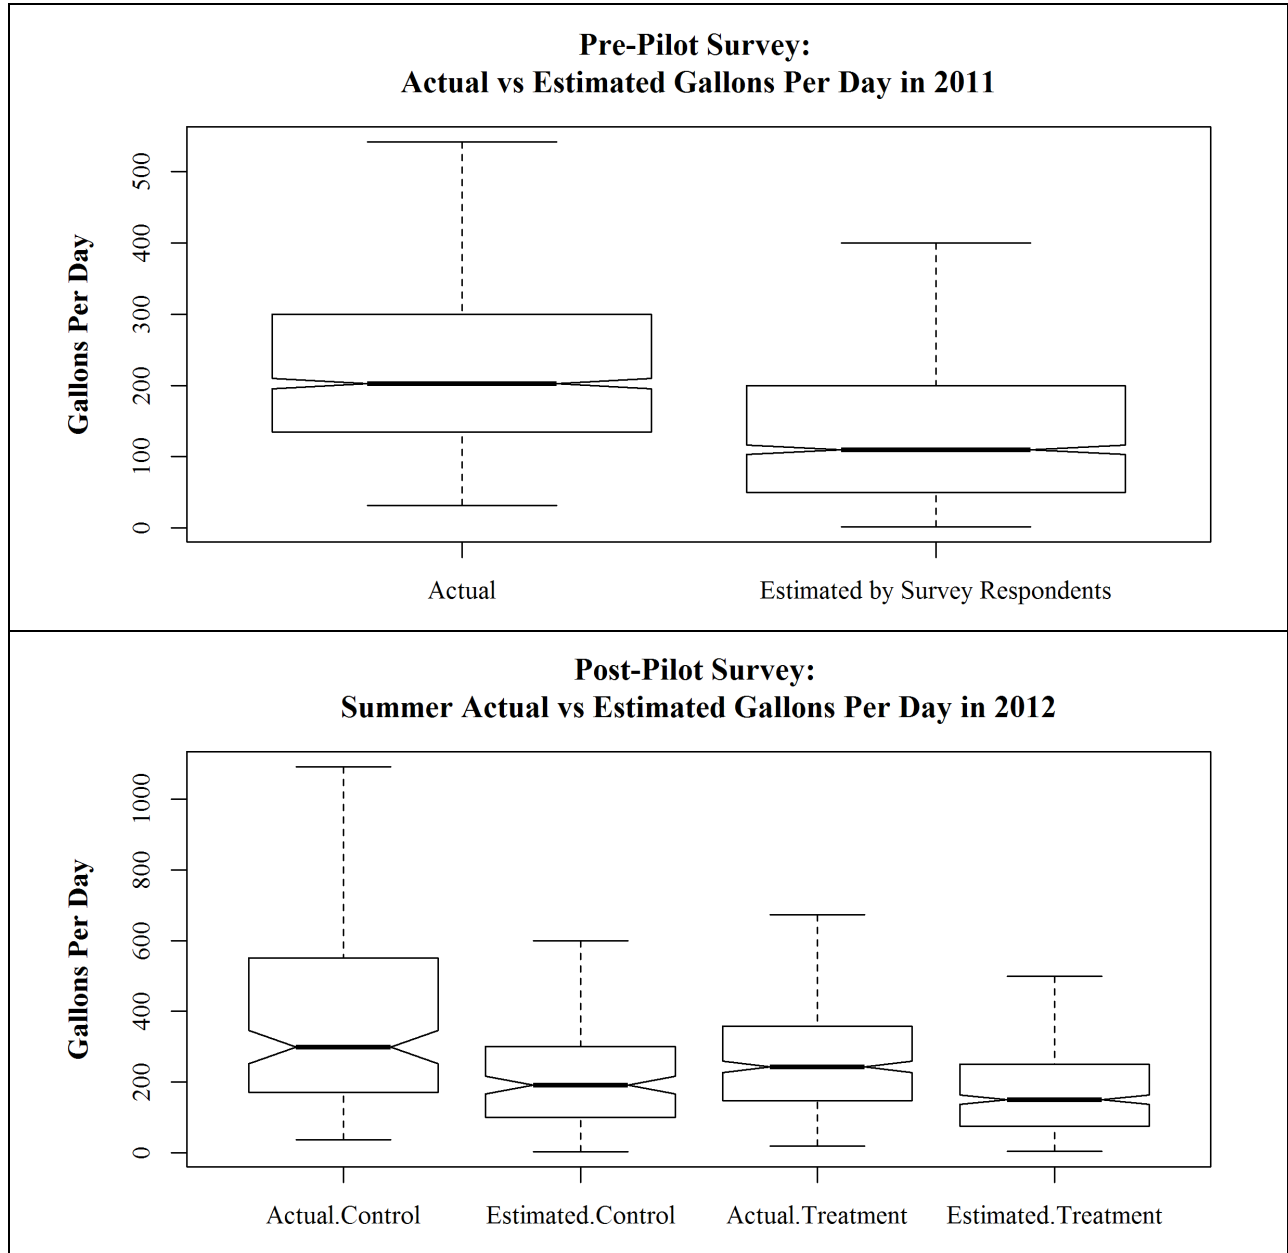 Pre-Pilot Survey:
Actual vs Estimated Gallons Per Day in 2011
Gallons Per Day
500
400
300
200
100
0
Actual
Estimated by Survey Respondents
Post-Pilot Survey:
Summer Actual vs Estimated Gallons Per Day in 2012
Gallons Per Day
1000
800
600
400
200
0
Actual.Control
Estimated.Control
Actual.Treatment
Estimated.Treatment